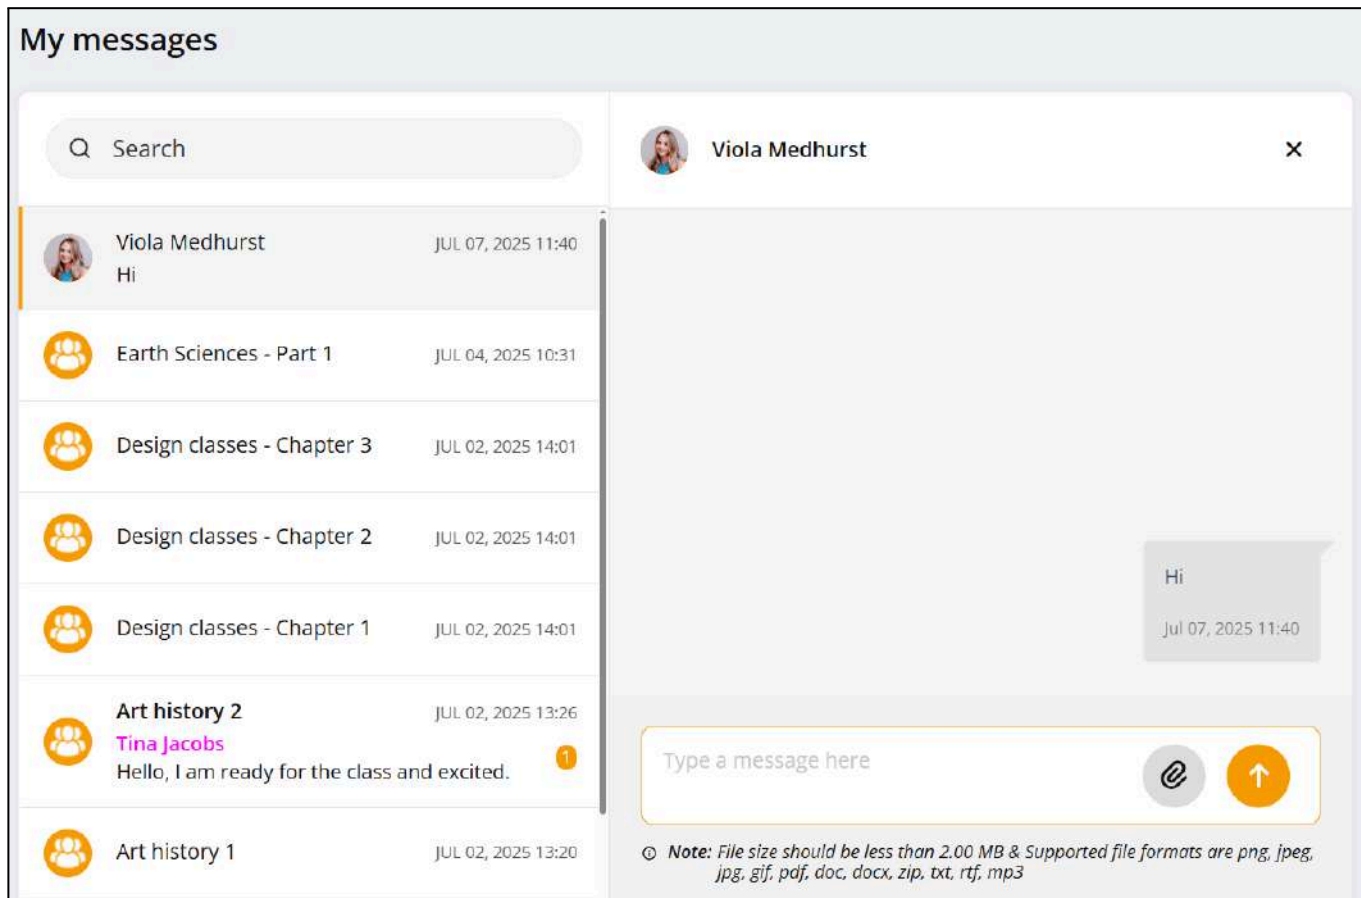 My messages
Search
Viola Medhurst
JUL 07, 2025 11:40
Hi
Earth Sciences - Part 1
JUL 04, 2025 10:31
Design classes - Chapter 3
JUL 02, 2025 14:01
Design classes - Chapter 2
JUL 02, 2025 14:01
Design classes - Chapter 1
JUL 02, 2025 14:01
Art history 2
JUL 02, 2025 13:26
Tina Jacobs
Hello, I am ready for the class and excited.
1
Art history 1
JUL 02, 2025 13:20
Viola Medhurst
Hi
Jul 07, 2025 11:40
Type a message here
Note: File size should be less than 2.00 MB & Supported file formats are png, jpeg,
jpg, gif, pdf, doc, docx, zip, txt, rtf, mp3